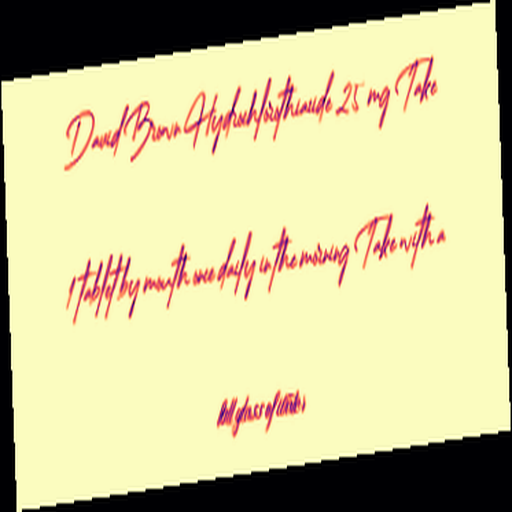 David Brown Hydrochlorothiazide 25 mg Take
1 tablet by mouth once daily in the morning Take with a
full glass of water